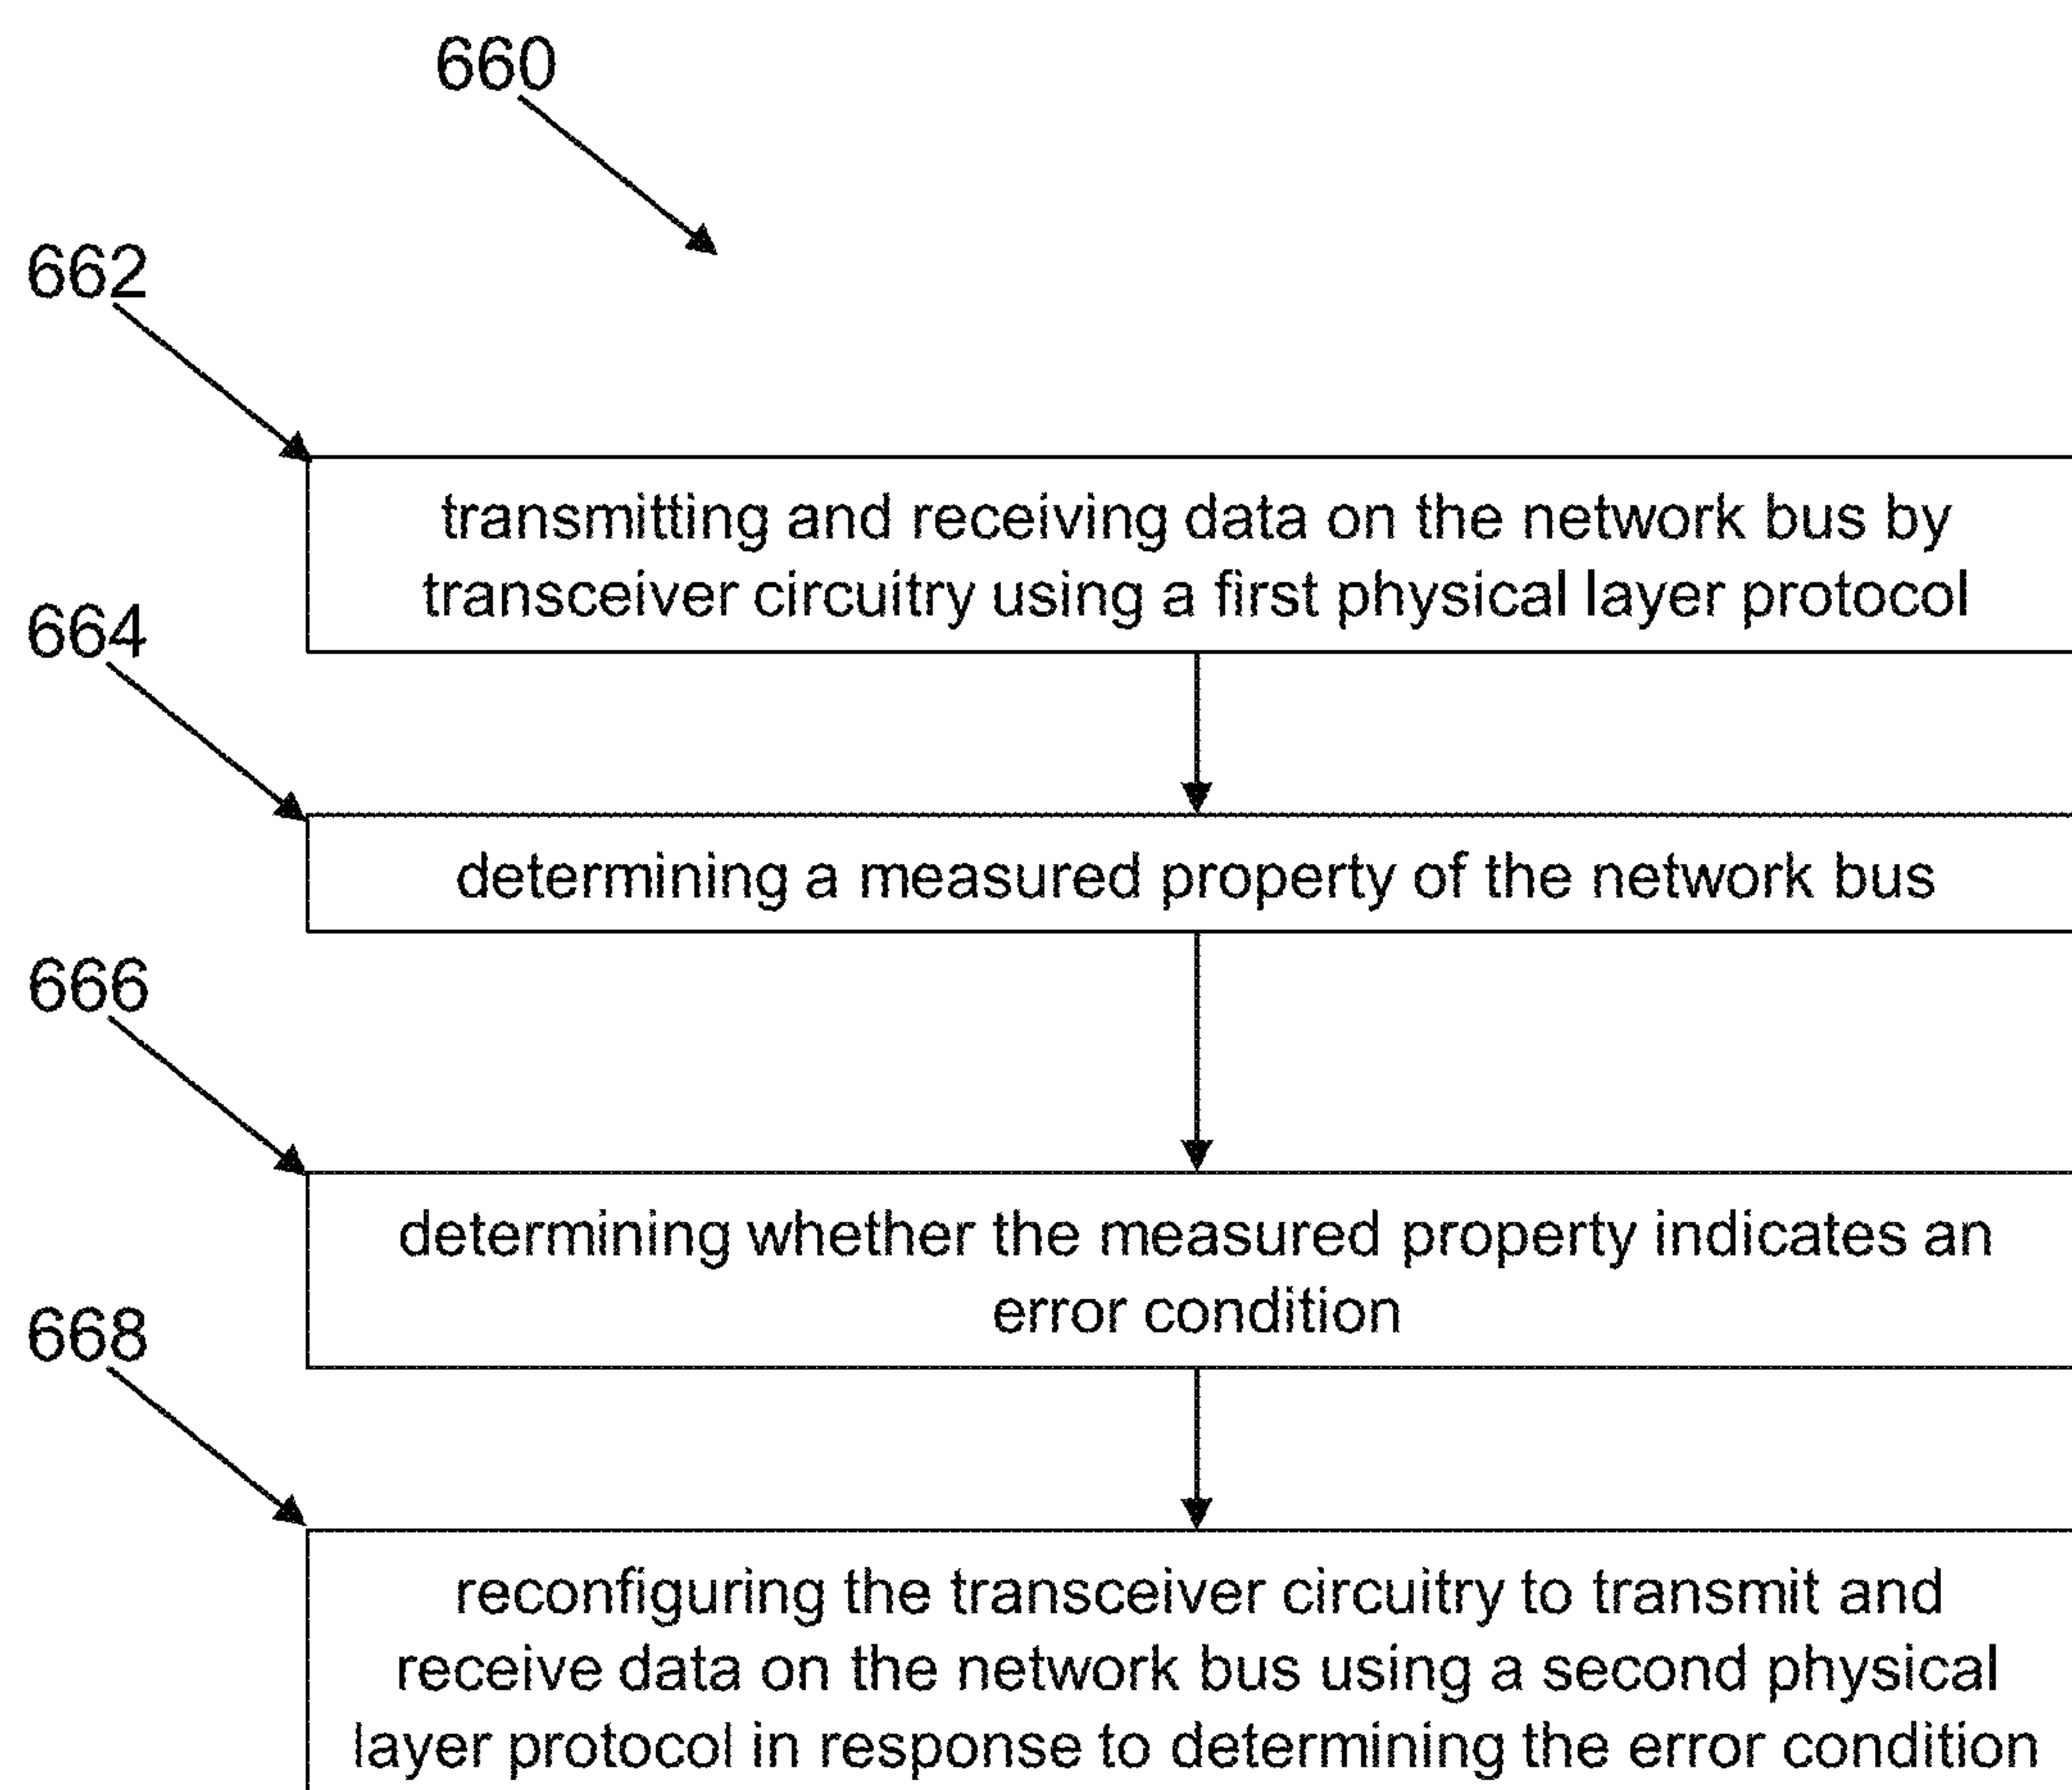 660
662
transmitting and receiving data on the network bus by
transceiver circuitry using a first physical layer protocol
664
determining a measured property of the network bus
666
determining whether the measured property indicates an
error condition
668
reconfiguring the transceiver circuitry to transmit and
receive data on the network bus using a second physical
layer protocol in response to determining the error condition